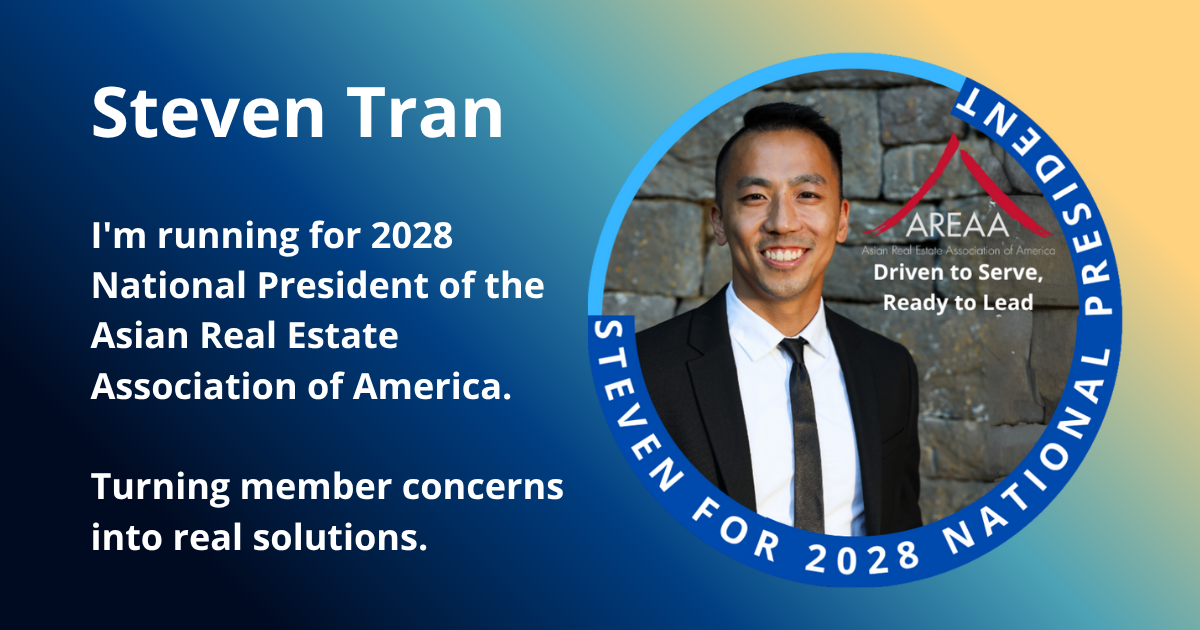 Steven Tran
I'm running for 2028
National President of the
Asian Real Estate
Association of America.
Turning member concerns
into real solutions.
AREAA
Asian Real Estate Association of America
Driven to Serve,
Ready to Lead
STEVEN FOR 2028 NATIONAL PRESIDENT